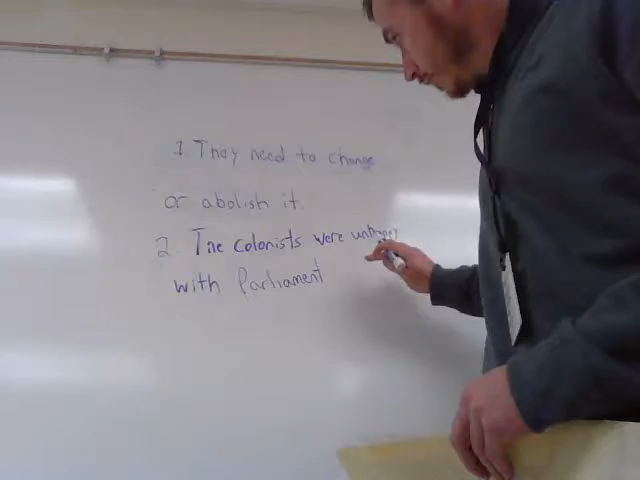 1 They need to change
or abolish it.
2. The colonists were unhappy
with Parliament